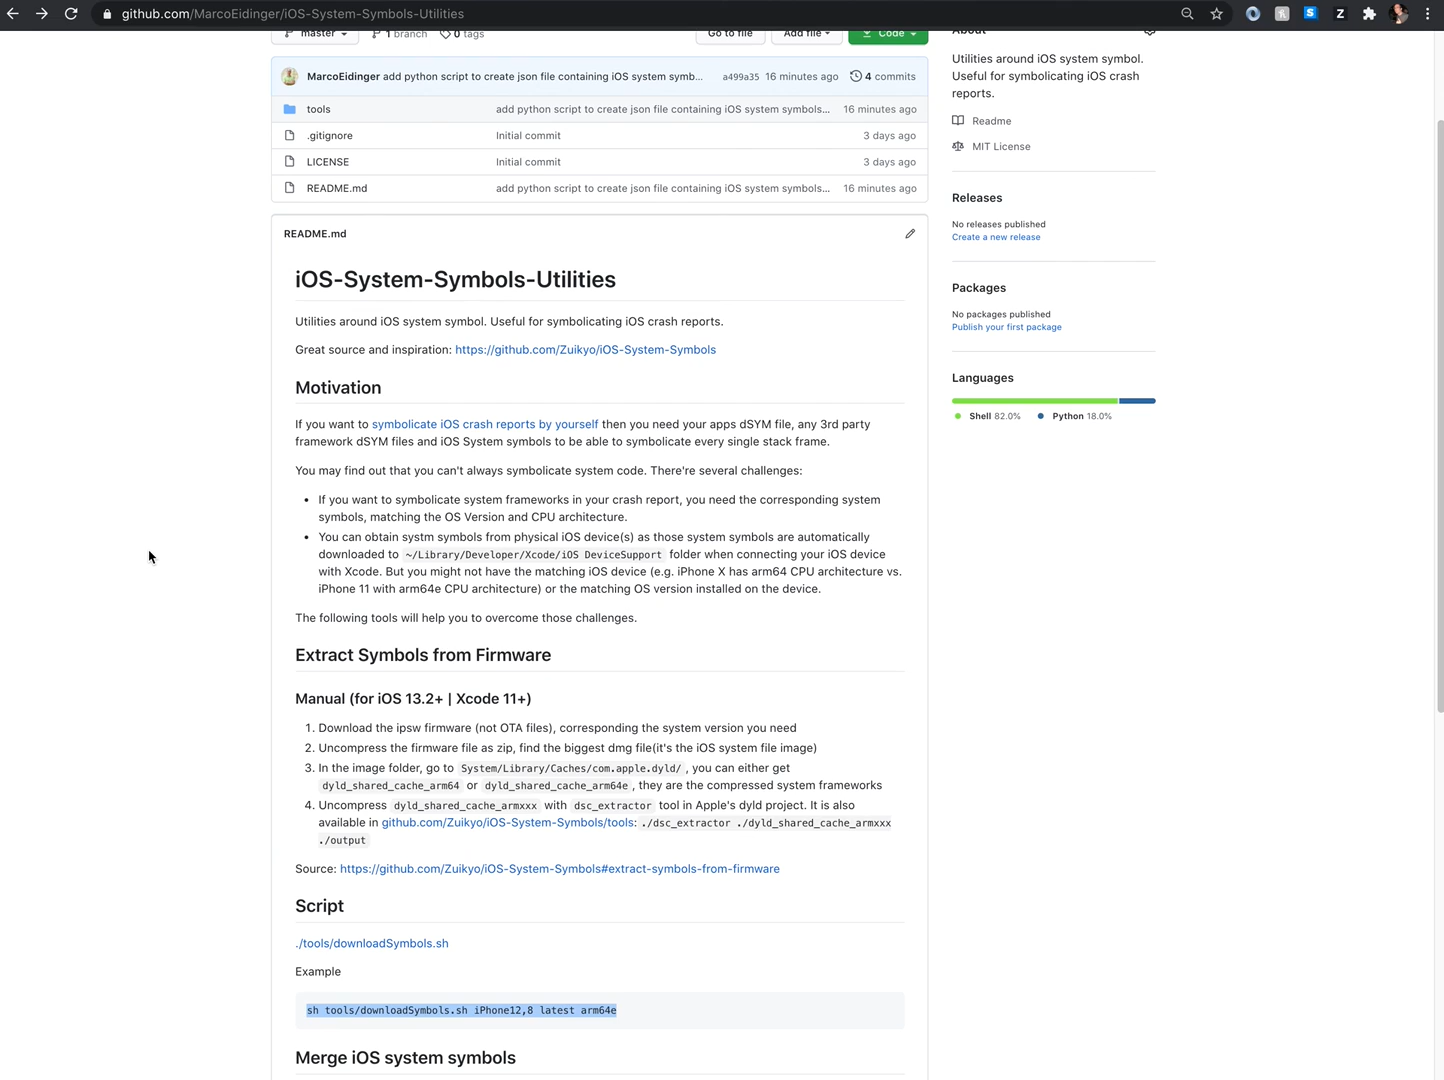 github.com/MarcoEidinger/iOS-System-Symbols-Utilities
master 1 branch 0 tags Go to file Add file Code
MarcoEidinger add python script to create json file containing iOS system symb... a499a35 16 minutes ago 4 commits
tools add python script to create json file containing iOS system symbols... 16 minutes ago
.gitignore Initial commit 3 days ago
LICENSE Initial commit 3 days ago
README.md add python script to create json file containing iOS system symbols... 16 minutes ago
README.md
iOS-System-Symbols-Utilities
Utilities around iOS system symbol. Useful for symbolicating iOS crash reports.
Great source and inspiration: https://github.com/Zuikyo/iOS-System-Symbols
Motivation
If you want to symbolicate iOS crash reports by yourself then you need your apps dSYM file, any 3rd party
framework dSYM files and iOS System symbols to be able to symbolicate every single stack frame.
You may find out that you can't always symbolicate system code. There're several challenges:
• If you want to symbolicate system frameworks in your crash report, you need the corresponding system
symbols, matching the OS Version and CPU architecture.
• You can obtain systm symbols from physical iOS device(s) as those system symbols are automatically
downloaded to ~/Library/Developer/Xcode/iOS DeviceSupport folder when connecting your iOS device
with Xcode. But you might not have the matching iOS device (e.g. iPhone X has arm64 CPU architecture vs.
iPhone 11 with arm64e CPU architecture) or the matching OS version installed on the device.
The following tools will help you to overcome those challenges.
Extract Symbols from Firmware
Manual (for iOS 13.2+ | Xcode 11+)
1. Download the ipsw firmware (not OTA files), corresponding the system version you need
2. Uncompress the firmware file as zip, find the biggest dmg file(it's the iOS system file image)
3. In the image folder, go to System/Library/Caches/com.apple.dyld/ , you can either get
dyld_shared_cache_arm64 or dyld_shared_cache_arm64e , they are the compressed system frameworks
4. Uncompress dyld_shared_cache_armxxx with dsc_extractor tool in Apple's dyld project. It is also
available in github.com/Zuikyo/iOS-System-Symbols/tools: ./dsc_extractor ./dyld_shared_cache_armxxx
./output
Source: https://github.com/Zuikyo/iOS-System-Symbols#extract-symbols-from-firmware
Script
./tools/downloadSymbols.sh
Example
sh tools/downloadSymbols.sh iPhone12,8 latest arm64e
Merge iOS system symbols
About
Utilities around iOS system symbol.
Useful for symbolicating iOS crash
reports.
Readme
MIT License
Releases
No releases published
Create a new release
Packages
No packages published
Publish your first package
Languages
Shell 82.0% Python 18.0%